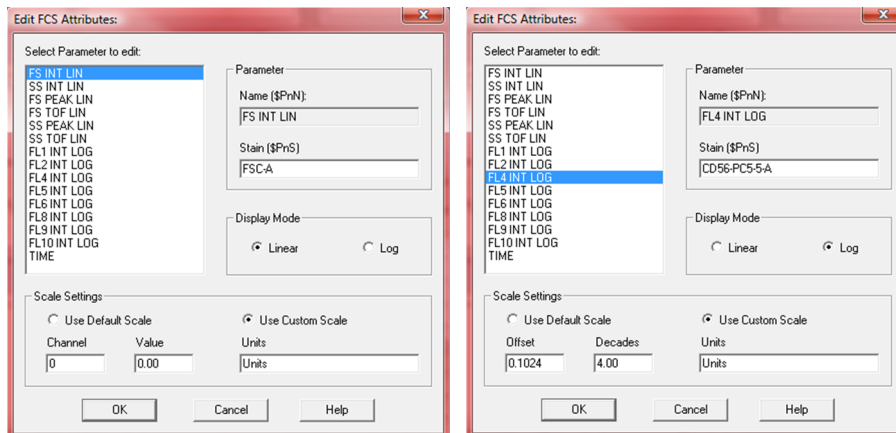 Edit FCS Attributes:
Select Parameter to edit:
FS INT LIN
SS INT LIN
FS PEAK LIN
FS TOF LIN
SS PEAK LIN
SS TOF LIN
FL1 INT LOG
FL2 INT LOG
FL4 INT LOG
FL5 INT LOG
FL6 INT LOG
FL8 INT LOG
FL9 INT LOG
FL10 INT LOG
TIME
Parameter
Name ($PnN):
FS INT LIN
Stain ($PnS)
FSC-A
Display Mode
Linear
Log
Scale Settings
Use Default Scale
Use Custom Scale
Channel
Value
Units
0
0.00
Units
OK
Cancel
Help
Edit FCS Attributes:
Select Parameter to edit:
FS INT LIN
SS INT LIN
FS PEAK LIN
FS TOF LIN
SS PEAK LIN
SS TOF LIN
FL1 INT LOG
FL2 INT LOG
FL4 INT LOG
FL5 INT LOG
FL6 INT LOG
FL8 INT LOG
FL9 INT LOG
FL10 INT LOG
TIME
Parameter
Name ($PnN):
FL4 INT LOG
Stain ($PnS)
CD56-PC5-5-A
Display Mode
Linear
Log
Scale Settings
Use Default Scale
Use Custom Scale
Offset
Decades
Units
0.1024
4.00
Units
OK
Cancel
Help